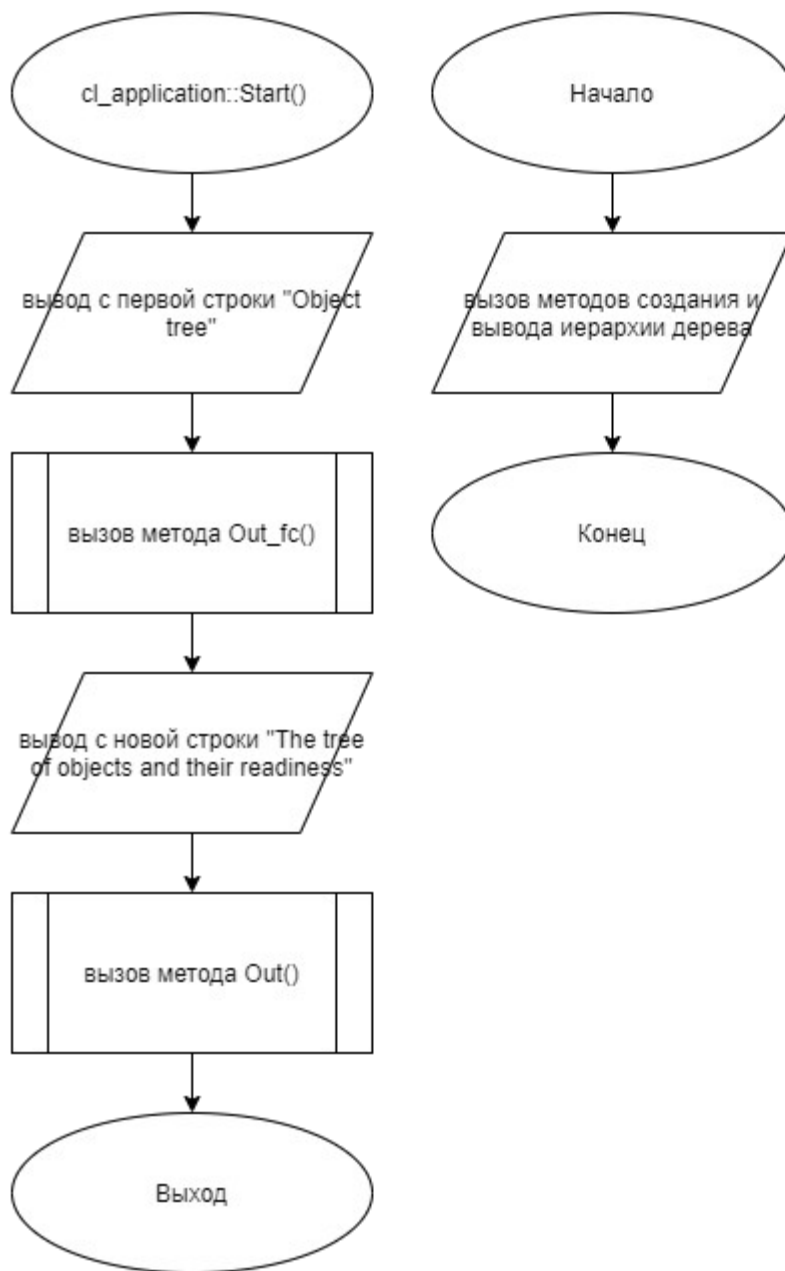 cl_application::Start()
вывод с первой строки "Object
tree"
вызов метода Out_fc()
вывод с новой строки "The tree
of objects and their readiness"
вызов метода Out()
Выход
Начало
вызов методов создания и
вывода иерархии дерева
Конец